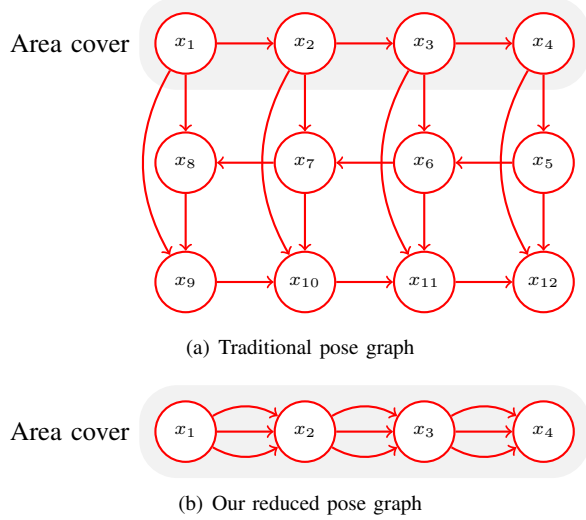 Area cover x₁ x₂ x₃ x₄
x₈ x₇ x₆ x₅
x₉ x₁₀ x₁₁ x₁₂
(a) Traditional pose graph
Area cover x₁ x₂ x₃ x₄
(b) Our reduced pose graph